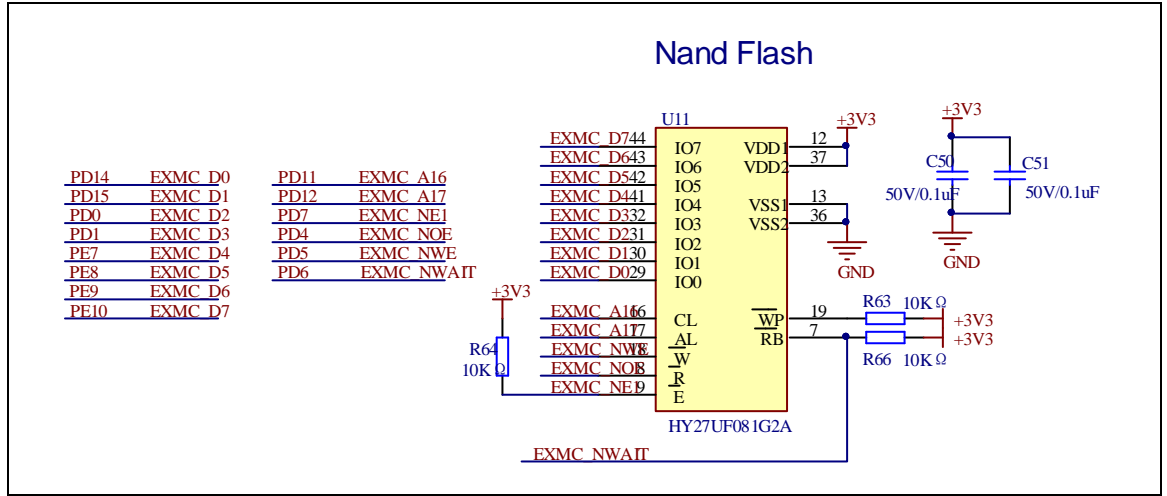 Nand Flash
PD14 EXMC_D0
PD15 EXMC_D1
PD0 EXMC_D2
PD1 EXMC_D3
PE7 EXMC_D4
PE8 EXMC_D5
PE9 EXMC_D6
PE10 EXMC_D7
PD11 EXMC_A16
PD12 EXMC_A17
PD7 EXMC_NE1
PD4 EXMC_NOE
PD5 EXMC_NWE
PD6 EXMC_NWAIT
+3V3
R64
10KΩ
U11
EXMC_D7 44 IO7
EXMC_D6 43 IO6
EXMC_D5 42 IO5
EXMC_D4 41 IO4
EXMC_D3 32 IO3
EXMC_D2 31 IO2
EXMC_D1 30 IO1
EXMC_D0 29 IO0
EXMC_A16 16 CL
EXMC_A17 17 AL
EXMC_NWE 18 W
EXMC_NOE 8 R
EXMC_NE1 9 E
VDD1 12
VDD2 37
+3V3
VSS1 13
VSS2 36
GND
WP 19 R63 10KΩ +3V3
RB 7 R66 10KΩ +3V3
HY27UF081G2A
EXMC_NWAIT
+3V3
C50
50V/0.1uF
C51
50V/0.1uF
GND